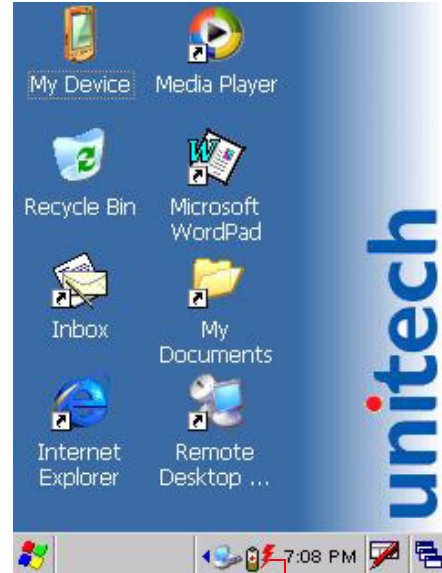 My Device
Media Player
Recycle Bin
Microsoft
WordPad
Inbox
My
Documents
Internet
Explorer
Remote
Desktop ...
unitech
7:08 PM